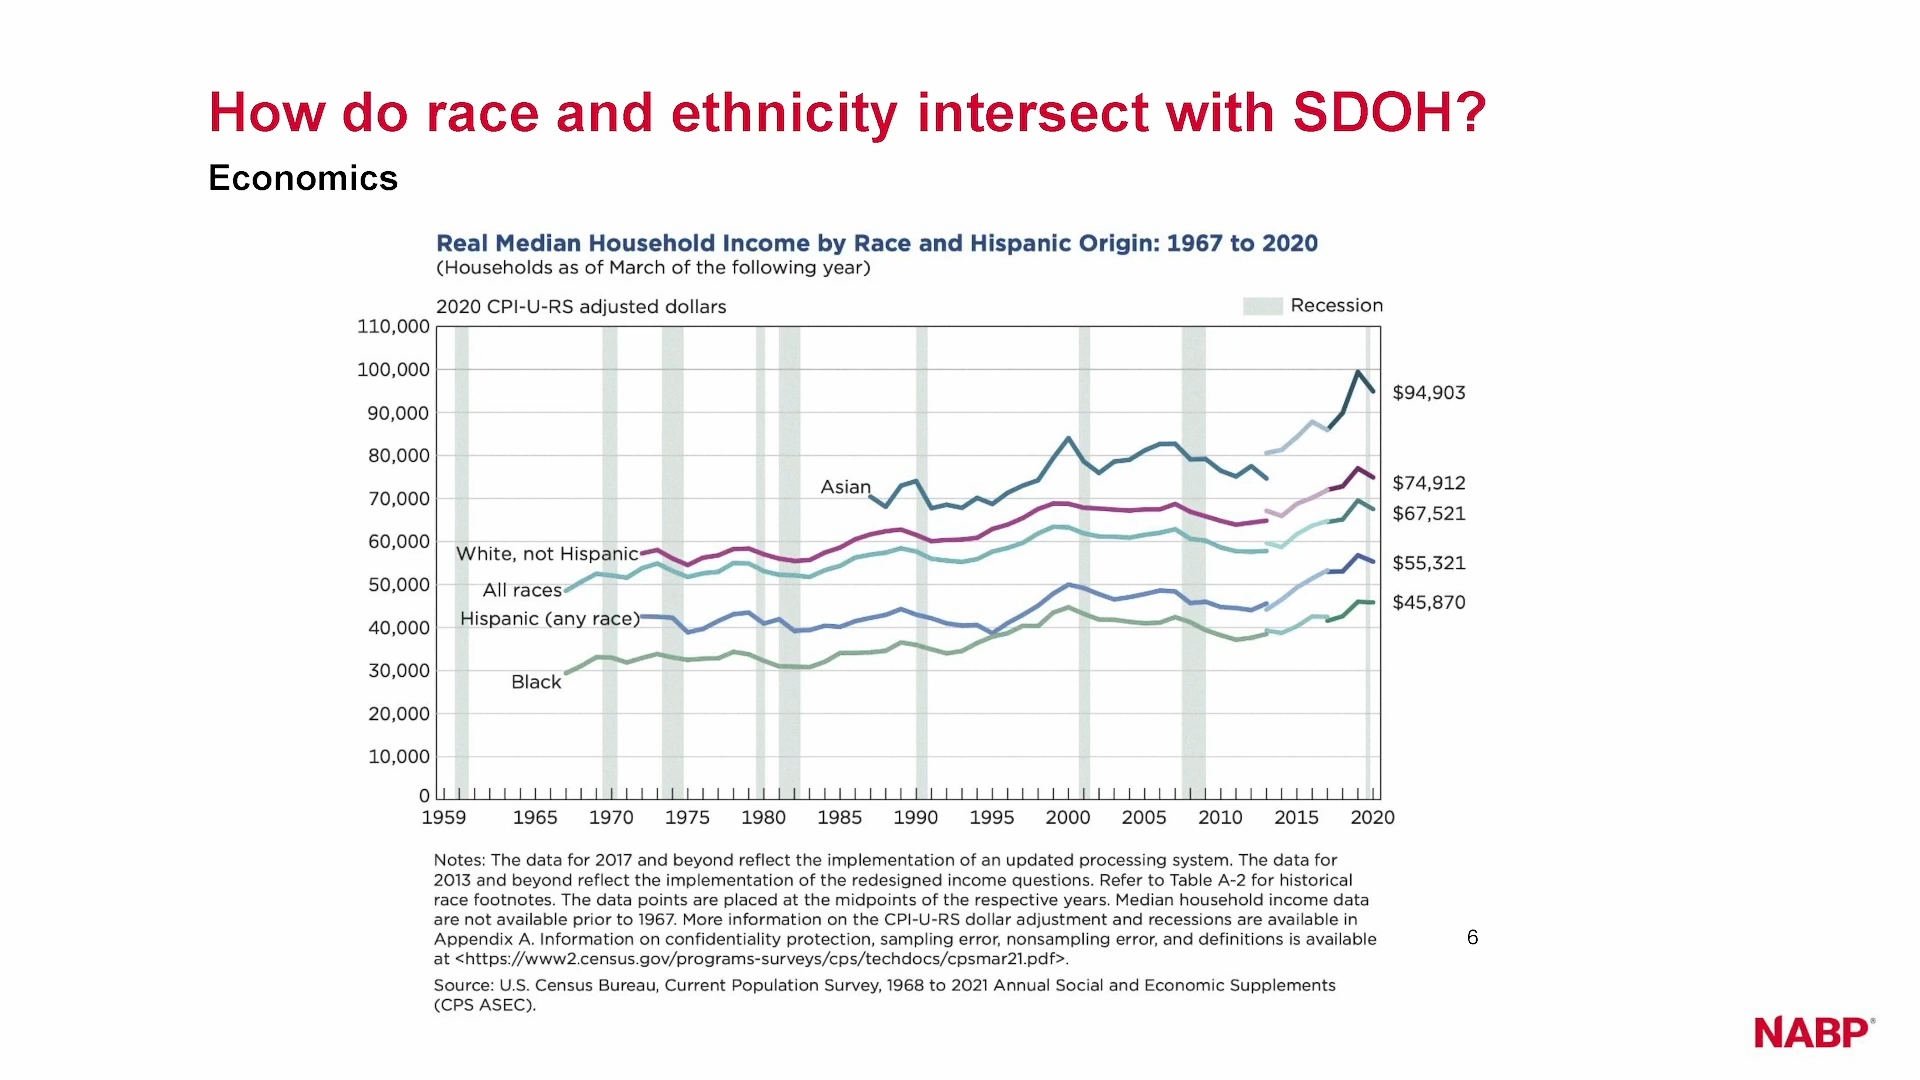 How do race and ethnicity intersect with SDOH?
Economics
Real Median Household Income by Race and Hispanic Origin: 1967 to 2020
(Households as of March of the following year)
2020 CPI-U-RS adjusted dollars
Recession
110,000
100,000
90,000
80,000
70,000
60,000
50,000
40,000
30,000
20,000
10,000
0
Asian
White, not Hispanic
All races
Hispanic (any race)
Black
$94,903
$74,912
$67,521
$55,321
$45,870
1959 1965 1970 1975 1980 1985 1990 1995 2000 2005 2010 2015 2020
Notes: The data for 2017 and beyond reflect the implementation of an updated processing system. The data for
2013 and beyond reflect the implementation of the redesigned income questions. Refer to Table A-2 for historical
race footnotes. The data points are placed at the midpoints of the respective years. Median household income data
are not available prior to 1967. More information on the CPI-U-RS dollar adjustment and recessions are available in
Appendix A. Information on confidentiality protection, sampling error, nonsampling error, and definitions is available
at <https://www2.census.gov/programs-surveys/cps/techdocs/cpsmar21.pdf>.
Source: U.S. Census Bureau, Current Population Survey, 1968 to 2021 Annual Social and Economic Supplements
(CPS ASEC).
6
NABP®